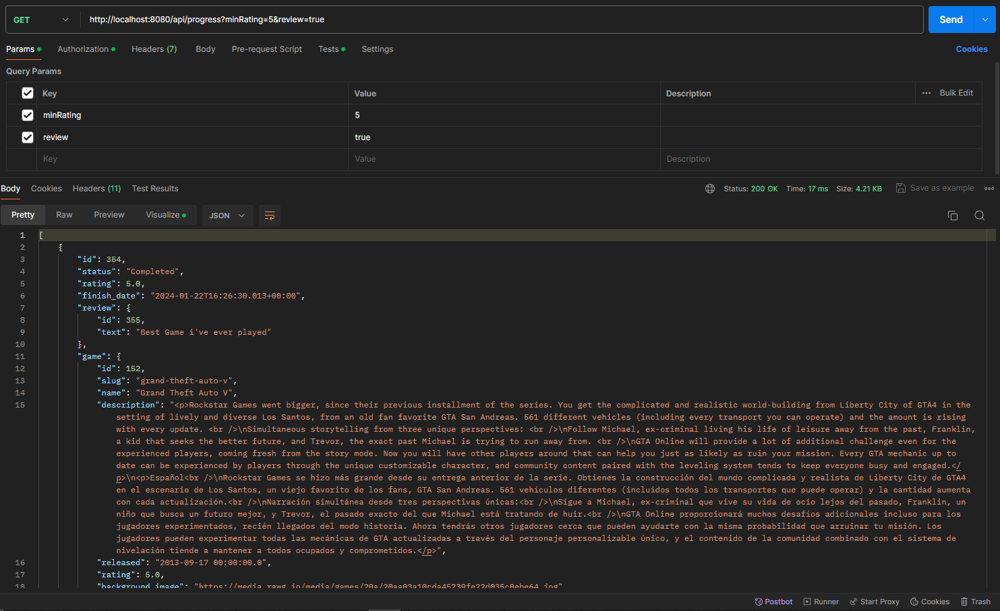 GET http://localhost:8080/api/progress?minRating=5&review=true Send
Params Authorization Headers (7) Body Pre-request Script Tests Settings Cookies
Query Params
Key Value Description Bulk Edit
minRating 5
review true
Key Value Description
Body Cookies Headers (11) Test Results Status: 200 OK Time: 17 ms Size: 4.21 KB Save as example
Pretty Raw Preview Visualize JSON
1 [
2 {
3 "id": 354,
4 "status": "Completed",
5 "rating": 5.0,
6 "finish_date": "2024-01-22T16:26:30.013+00:00",
7 "review": {
8 "id": 355,
9 "text": "Best Game i've ever played"
10 },
11 "game": {
12 "id": 152,
13 "slug": "grand-theft-auto-v",
14 "name": "Grand Theft Auto V",
15 "description": "<p>Rockstar Games went bigger, since their previous installment of the series. You get the complicated and realistic world-building from Liberty City of GTA4 in the
setting of lively and diverse Los Santos, from an old fan favorite GTA San Andreas. 561 different vehicles (including every transport you can operate) and the amount is rising
with every update. <br />\nSimultaneous storytelling from three unique perspectives: <br />\nFollow Michael, ex-criminal living his life of leisure away from the past, Franklin,
a kid that seeks the better future, and Trevor, the exact past Michael is trying to run away from. <br />\nGTA Online will provide a lot of additional challenge even for the
experienced players, coming fresh from the story mode. Now you will have other players around that can help you just as likely as ruin your mission. Every GTA mechanic up to
date can be experienced by players through the unique customizable character, and community content paired with the leveling system tends to keep everyone busy and engaged.</
p>\n<p>Español<br />\nRockstar Games se hizo más grande desde su entrega anterior de la serie. Obtienes la construcción del mundo complicada y realista de Liberty City de GTA4
en el escenario de Los Santos, un viejo favorito de los fans, GTA San Andreas. 561 vehículos diferentes (incluidos todos los transportes que puede operar) y la cantidad aumenta
con cada actualización.<br />\nNarración simultánea desde tres perspectivas únicas:<br />\nSigue a Michael, ex-criminal que vive su vida de ocio lejos del pasado, Franklin, un
niño que busca un futuro mejor, y Trevor, el pasado exacto del que Michael está tratando de huir.<br />\nGTA Online proporcionará muchos desafíos adicionales incluso para los
jugadores experimentados, recién llegados del modo historia. Ahora tendrás otros jugadores cerca que pueden ayudarte con la misma probabilidad que arruinar tu misión. Los
jugadores pueden experimentar todas las mecánicas de GTA actualizadas a través del personaje personalizable único, y el contenido de la comunidad combinado con el sistema de
nivelación tiende a mantener a todos ocupados y comprometidos.</p>",
16 "released": "2013-09-17 00:00:00.0",
17 "rating": 5.0,
18 "background_image": "https://media.rawg.io/media/games/20a/20aa03a10cda45239fe22d035c0ebe64.jpg"
Postbot Runner Start Proxy Cookies Trash